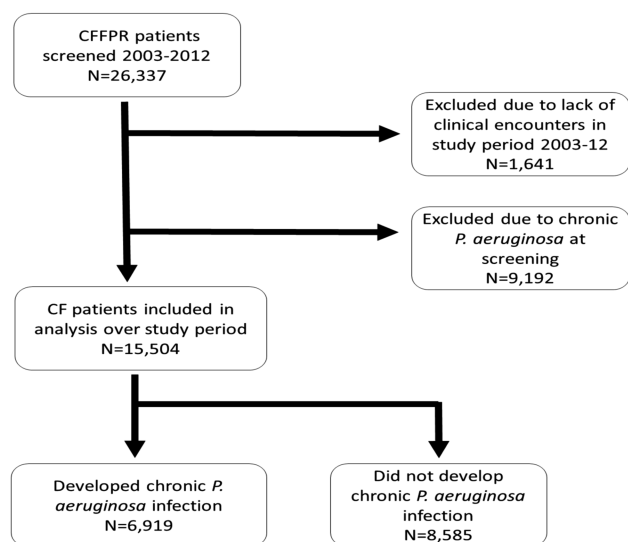 CFFPR patients
screened 2003-2012
N=26,337
Excluded due to lack of
clinical encounters in
study period 2003-12
N=1,641
Excluded due to chronic
P. aeruginosa at
screening
N=9,192
CF patients included in
analysis over study period
N=15,504
Developed chronic P.
aeruginosa infection
N=6,919
Did not develop
chronic P. aeruginosa
infection
N=8,585